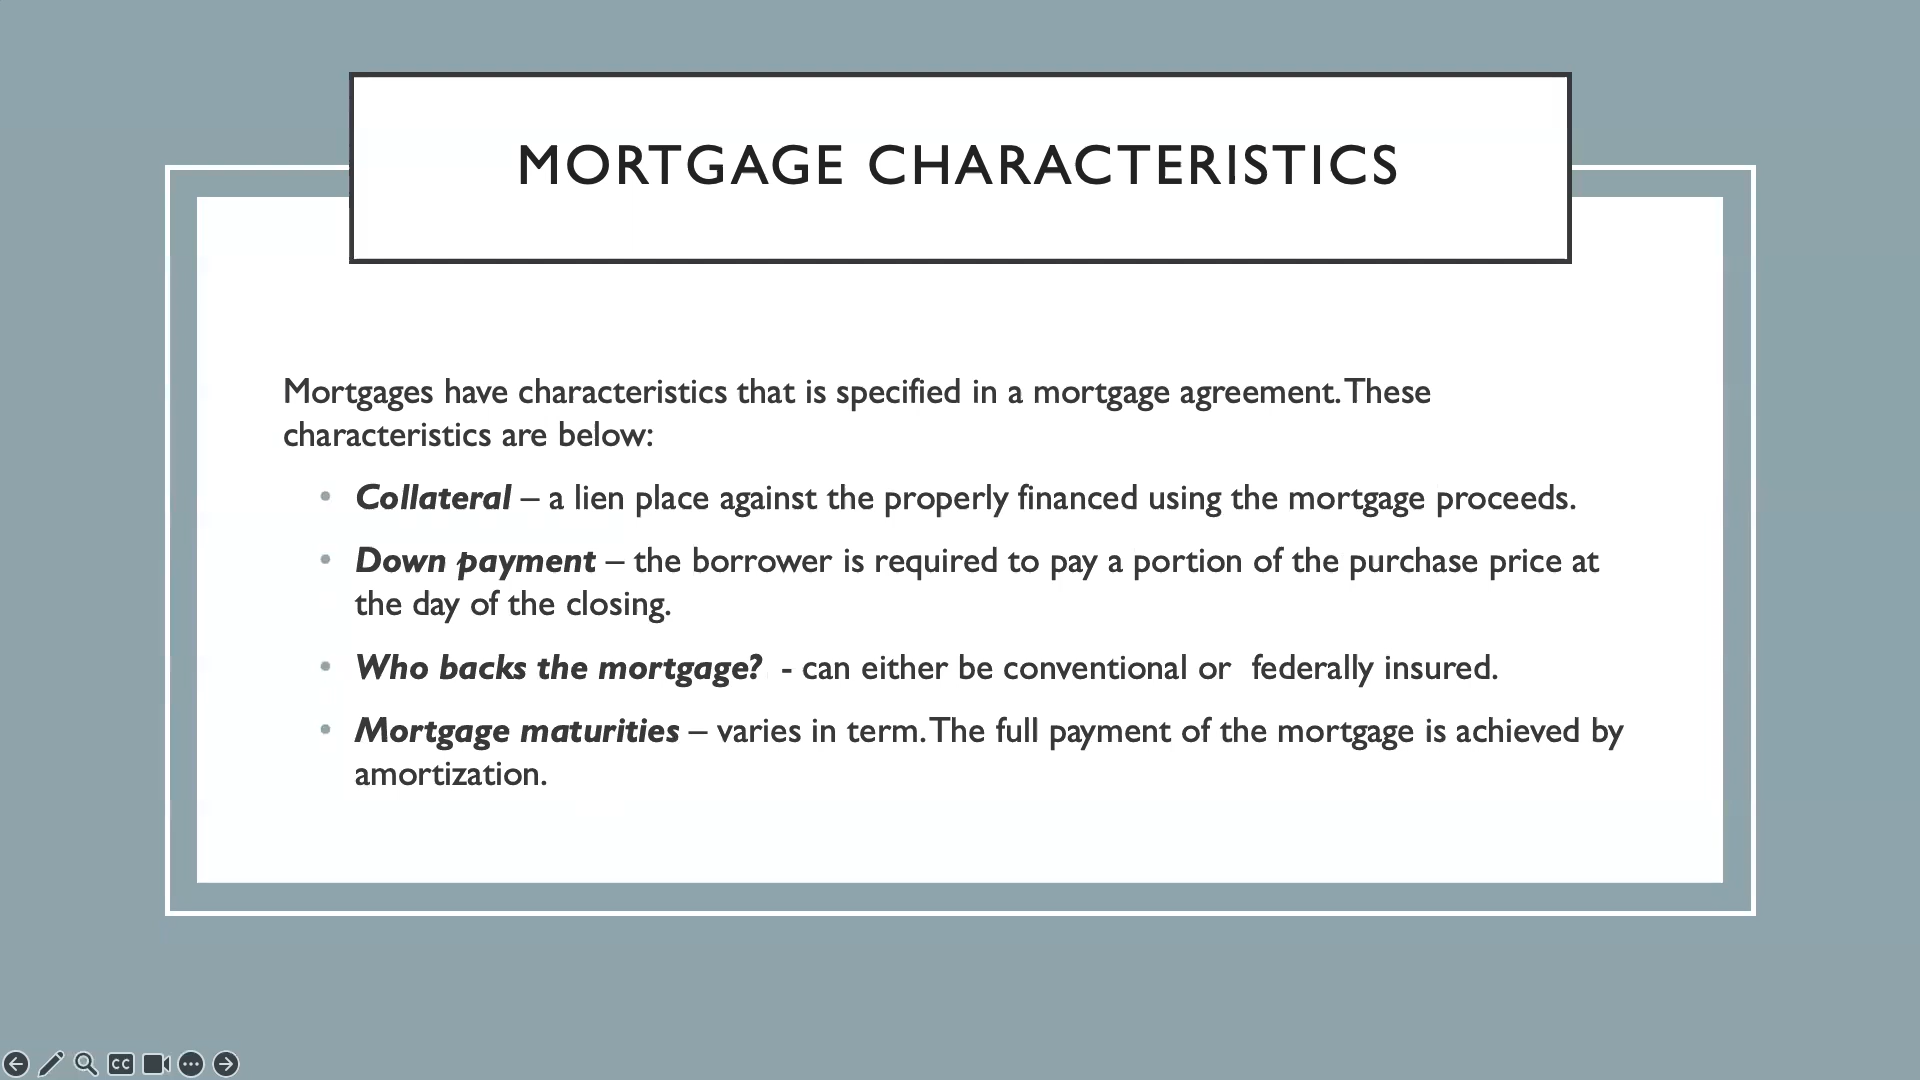 MORTGAGE CHARACTERISTICS
Mortgages have characteristics that is specified in a mortgage agreement. These
characteristics are below:
• Collateral – a lien place against the properly financed using the mortgage proceeds.
• Down payment – the borrower is required to pay a portion of the purchase price at
the day of the closing.
• Who backs the mortgage?  - can either be conventional or  federally insured.
• Mortgage maturities – varies in term. The full payment of the mortgage is achieved by
amortization.
CC